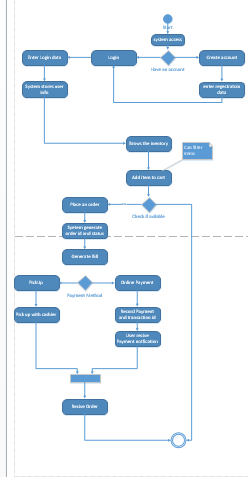 Start
system access
Enter Login data
Login
Create account
Have an account
System stores user
info
enter registration
data
Shows the inventory
Can filter
items
Add item to cart
Place an order
Check if avilable
System generate
order id and status
Generate Bill
PickUp
Online Payment
Payment Method
Pick up with cashier
Record Payment
and transaction id
User recive
Payment notification
Recive Order